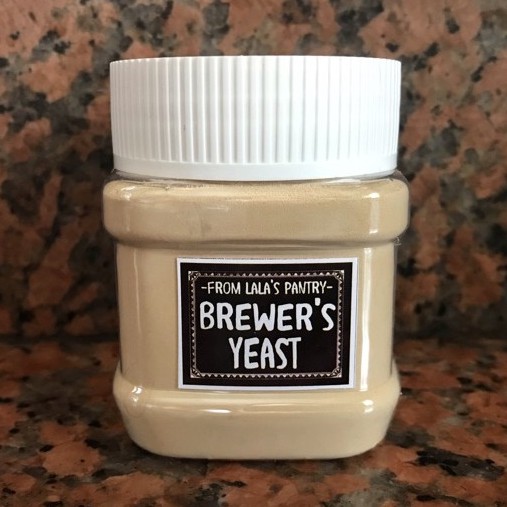 -FROM LALA'S PANTRY-
BREWER'S
YEAST